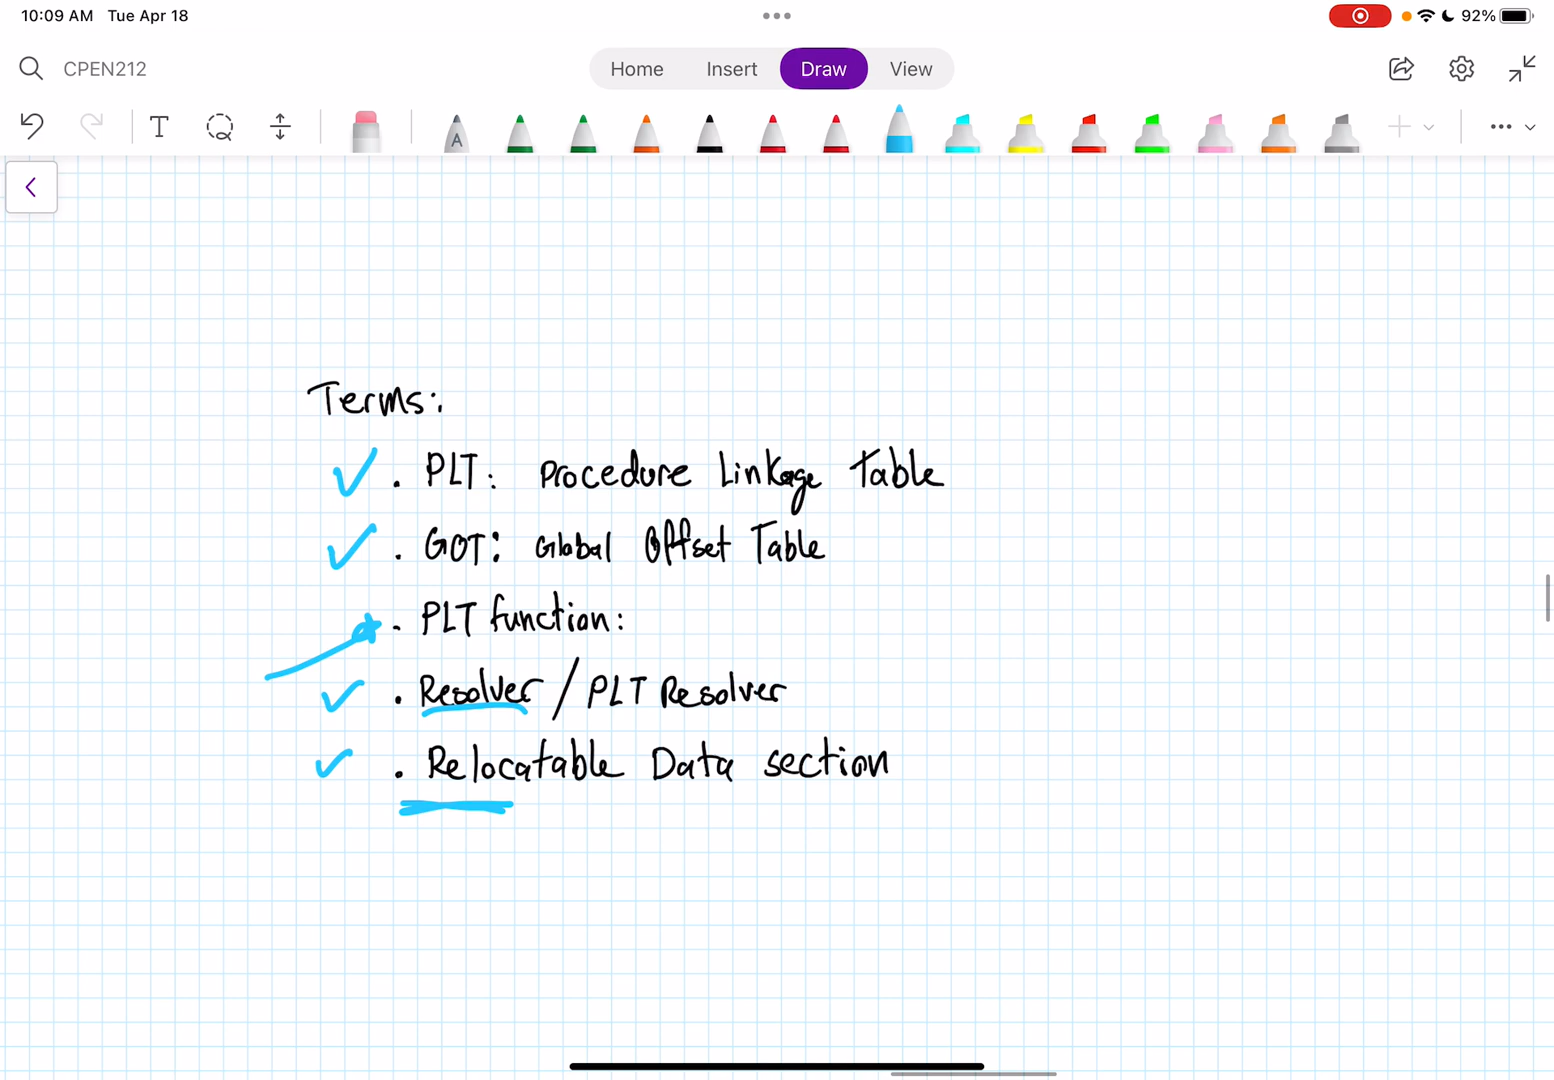 10:09 AM Tue Apr 18
92%
CPEN212
Home Insert Draw View
T
A
Terms:
. PLT: Procedure Linkage Table
. GOT: Global Offset Table
. PLT function:
. Resolver / PLT Resolver
. Relocatable Data section